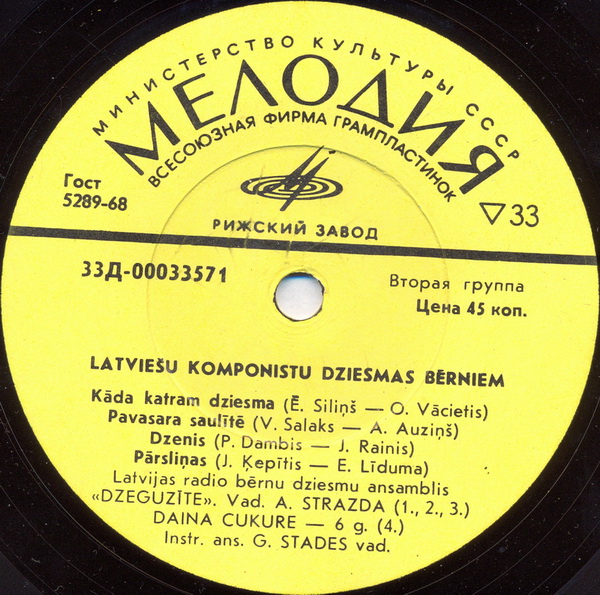 МИНИСТЕРСТВО КУЛЬТУРЫ СССР
МЕЛОДИЯ
ВСЕСОЮЗНАЯ ФИРМА ГРАМПЛАСТИНОК
Гост
5289-68
33
РИЖСКИЙ ЗАВОД
33Д-00033571
Вторая группа
Цена 45 коп.
LATVIEŠU KOMPONISTU DZIESMAS BĒRNIEM
Kāda katram dziesma (Ē. Siliņš — O. Vācietis)
Pavasara saulītē (V. Salaks — A. Auziņš)
Dzenis (P. Dambis — J. Rainis)
Pārsliņas (J. Ķepītis — E. Līduma)
Latvijas radio bērnu dziesmu ansamblis
«DZEGUZĪTE». Vad. A. STRAZDA (1., 2., 3.)
DAINA CUKURE — 6 g. (4.)
Instr. ans. G. STADES vad.